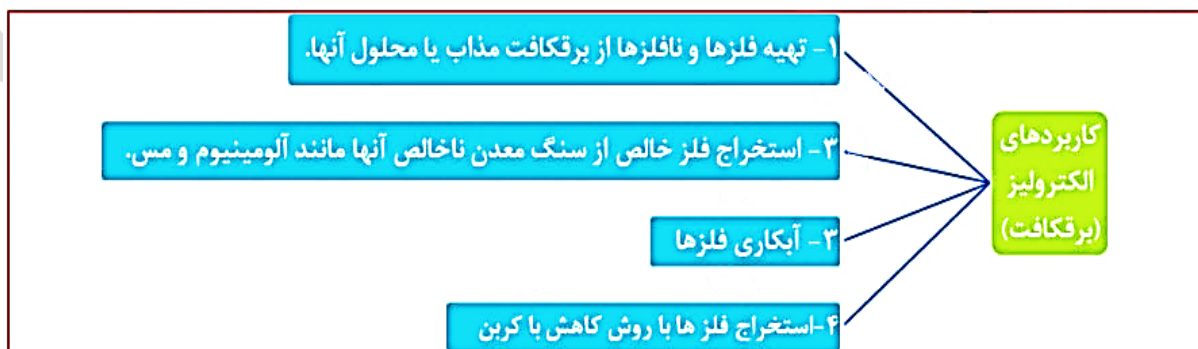 کاربردهای
الکترولیز
(برقکافت)
۱- تهیه فلزها و نافلزها از برقکافت مذاب یا محلول آنها.
۳- استخراج فلز خالص از سنگ معدن ناخالص آنها مانند آلومینیوم و مس.
۳- آبکاری فلزها
۴-استخراج فلز ها با روش کاهش با کربن